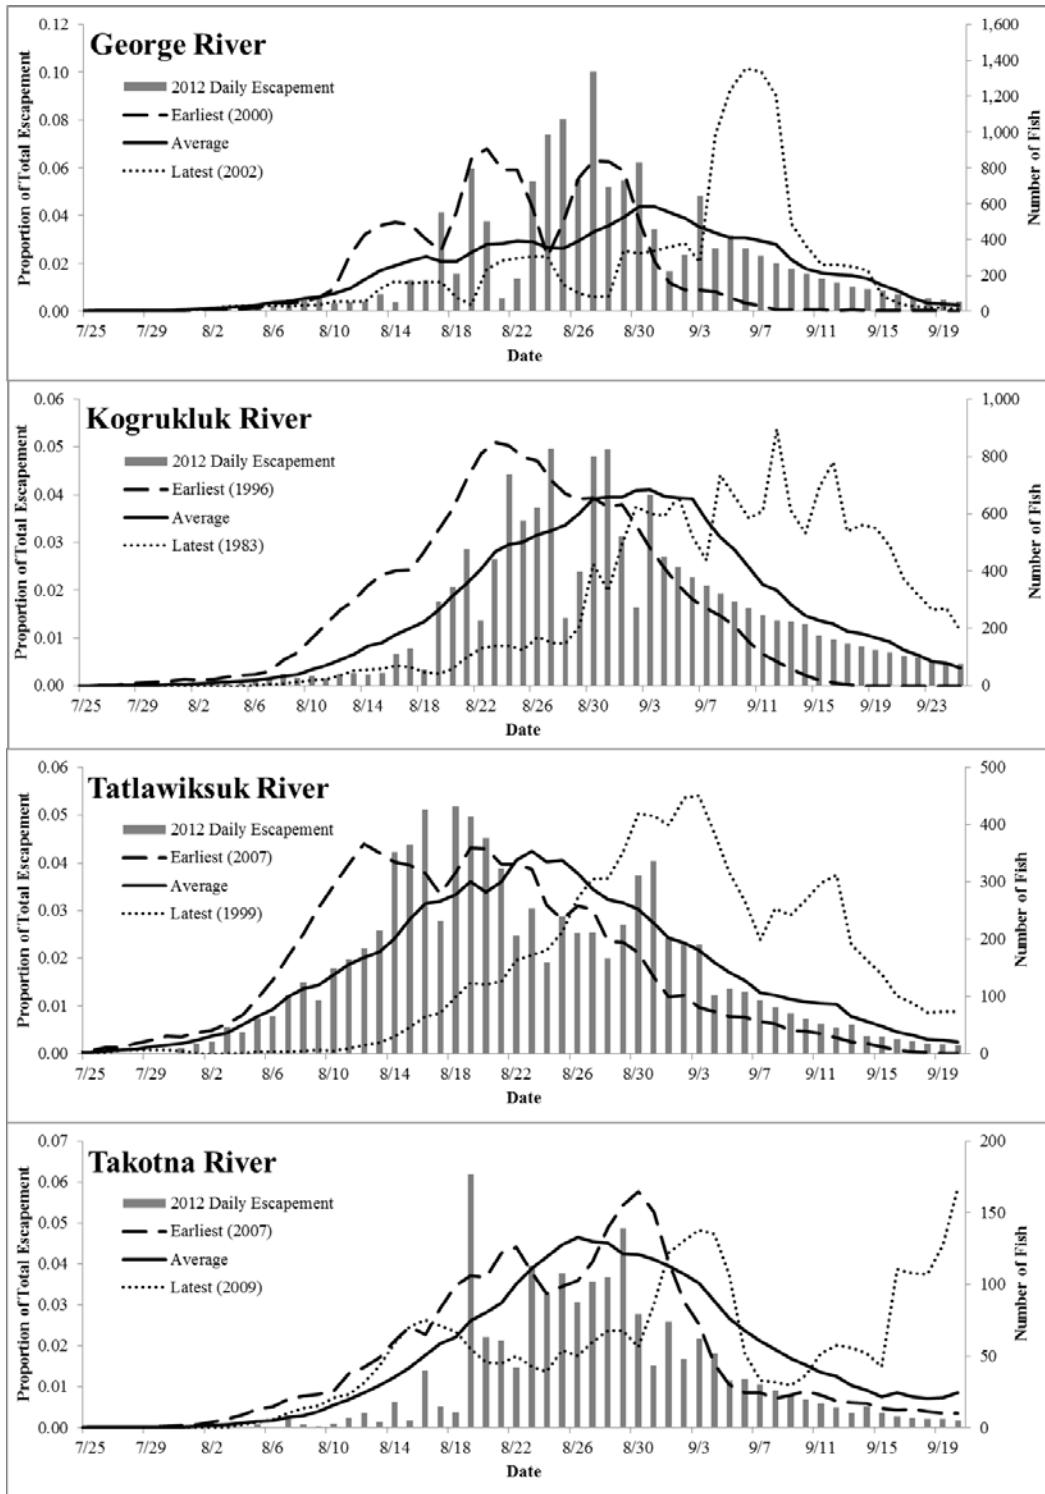 George River
2012 Daily Escapement
Earliest (2000)
Average
Latest (2002)
Proportion of Total Escapement
0.12
0.10
0.08
0.06
0.04
0.02
0.00
1,600
1,400
1,200
1,000
800
600
400
200
0
Number of Fish
7/25 7/29 8/2 8/6 8/10 8/14 8/18 8/22 8/26 8/30 9/3 9/7 9/11 9/15 9/19
Date
Kogrukluk River
2012 Daily Escapement
Earliest (1996)
Average
Latest (1983)
Proportion of Total Escapement
0.06
0.05
0.04
0.03
0.02
0.01
0.00
1,000
800
600
400
200
0
Number of Fish
7/25 7/29 8/2 8/6 8/10 8/14 8/18 8/22 8/26 8/30 9/3 9/7 9/11 9/15 9/19 9/23
Date
Tatlawiksuk River
2012 Daily Escapement
Earliest (2007)
Average
Latest (1999)
Proportion of Total Escapement
0.06
0.05
0.04
0.03
0.02
0.01
0.00
500
400
300
200
100
0
Number of Fish
7/25 7/29 8/2 8/6 8/10 8/14 8/18 8/22 8/26 8/30 9/3 9/7 9/11 9/15 9/19
Date
Takotna River
2012 Daily Escapement
Earliest (2007)
Average
Latest (2009)
Proportion of Total Escapement
0.07
0.06
0.05
0.04
0.03
0.02
0.01
0.00
200
150
100
50
0
Number of Fish
7/25 7/29 8/2 8/6 8/10 8/14 8/18 8/22 8/26 8/30 9/3 9/7 9/11 9/15 9/19
Date